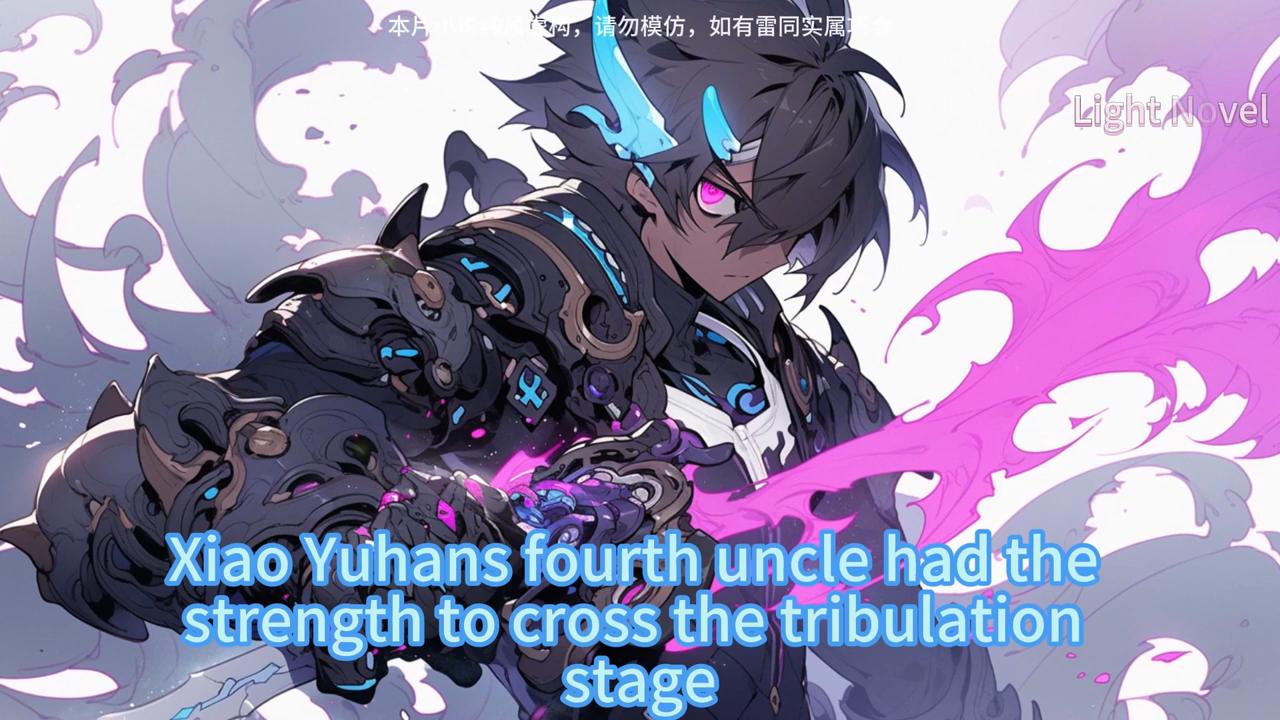 本片 构，请勿模仿，如有雷同实属
Light Novel
Xiao Yuhans fourth uncle had the
strength to cross the tribulation
stage